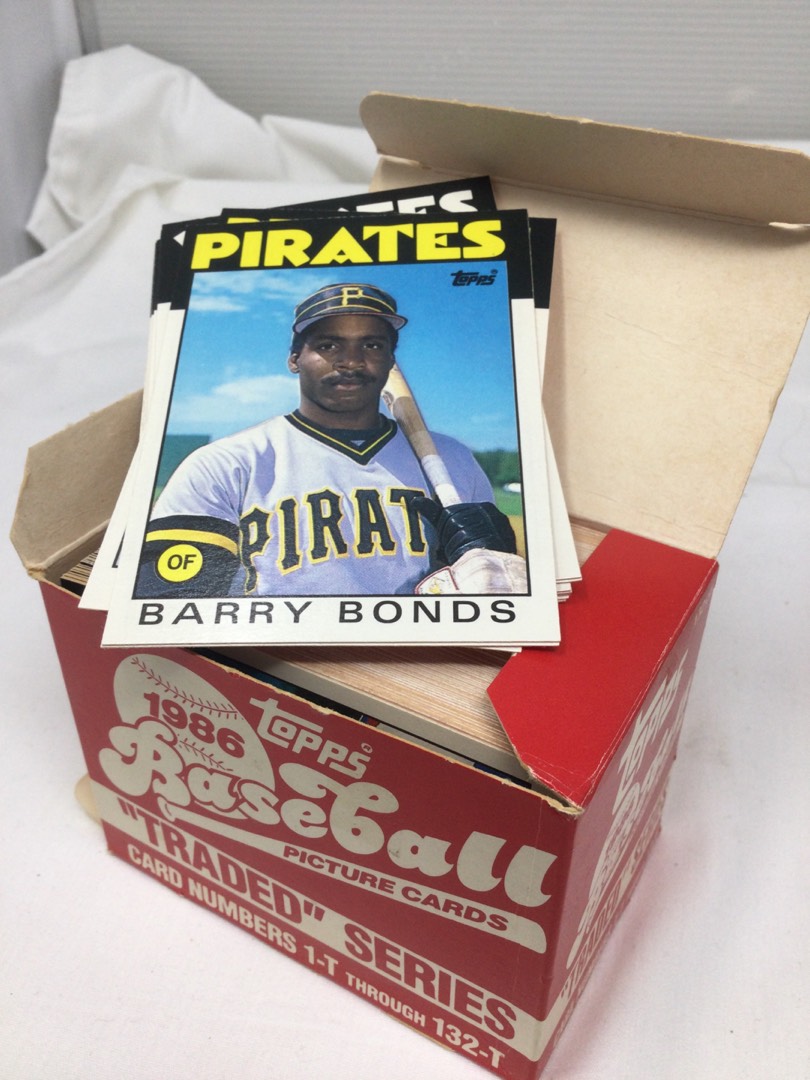 PIRATES
topps®
P
PIRAT
OF
BARRY BONDS
1986
topps®
Baseball
PICTURE CARDS
"TRADED" SERIES
CARD NUMBERS 1-T THROUGH 132-T